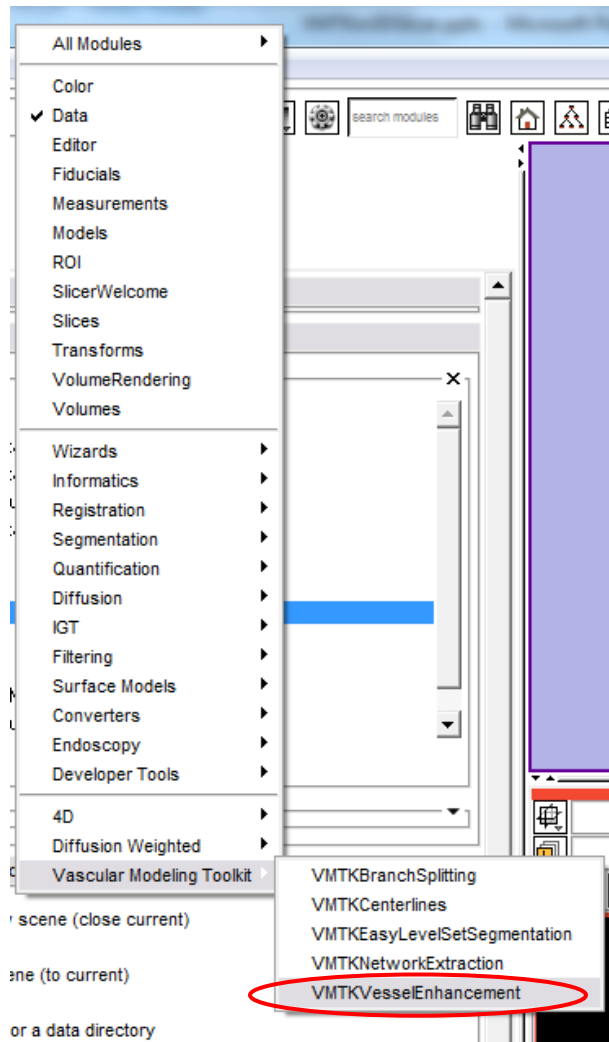 All Modules
Color
Data
Editor
Fiducials
Measurements
Models
ROI
SlicerWelcome
Slices
Transforms
VolumeRendering
Volumes
Wizards
Informatics
Registration
Segmentation
Quantification
Diffusion
IGT
Filtering
Surface Models
Converters
Endoscopy
Developer Tools
4D
Diffusion Weighted
Vascular Modeling Toolkit
search modules
VMTKBranchSplitting
VMTKCenterlines
VMTKEasyLevelSetSegmentation
VMTKNetworkExtraction
VMTKVesselEnhancement
scene (close current)
(to current)
or a data directory